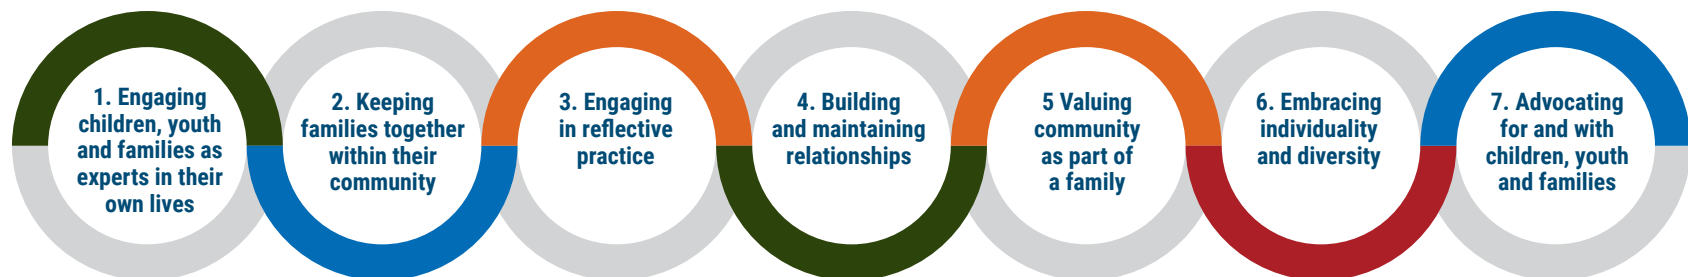 1. Engaging
children, youth
and families as
experts in their
own lives
2. Keeping
families together
within their
community
3. Engaging
in reflective
practice
4. Building
and maintaining
relationships
5 Valuing
community
as part of
a family
6. Embracing
individuality
and diversity
7. Advocating
for and with
children, youth
and families